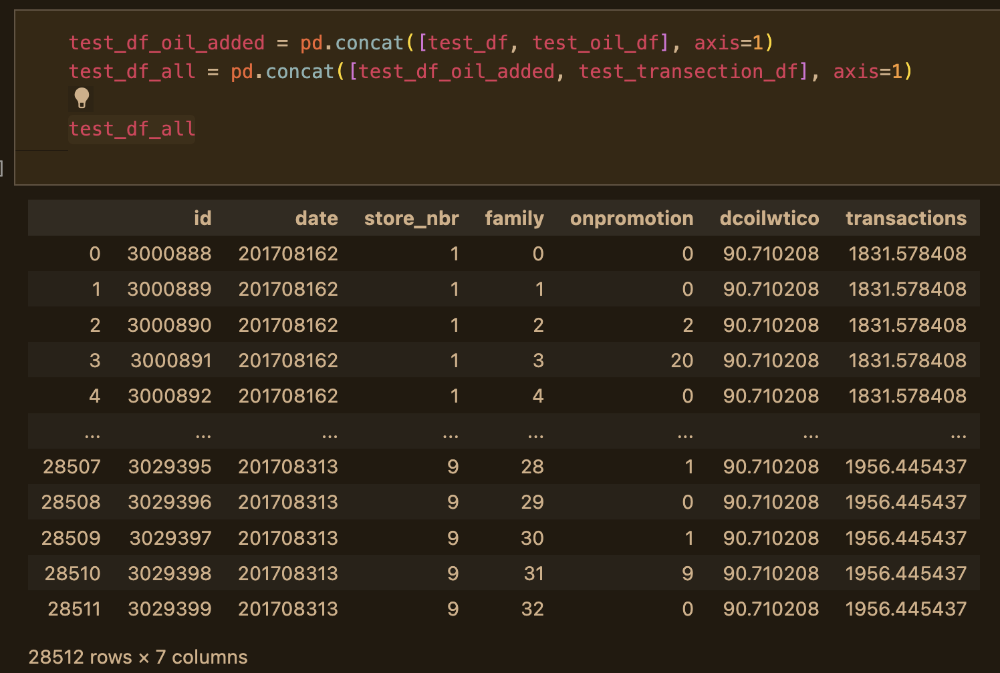 test_df_oil_added = pd.concat([test_df, test_oil_df], axis=1)
test_df_all = pd.concat([test_df_oil_added, test_transection_df], axis=1)
test_df_all
]
id date store_nbr family onpromotion dcoilwtico transactions
0 3000888 201708162 1 0 0 90.710208 1831.578408
1 3000889 201708162 1 1 0 90.710208 1831.578408
2 3000890 201708162 1 2 2 90.710208 1831.578408
3 3000891 201708162 1 3 20 90.710208 1831.578408
4 3000892 201708162 1 4 0 90.710208 1831.578408
... ... ... ... ... ... ... ...
28507 3029395 201708313 9 28 1 90.710208 1956.445437
28508 3029396 201708313 9 29 0 90.710208 1956.445437
28509 3029397 201708313 9 30 1 90.710208 1956.445437
28510 3029398 201708313 9 31 9 90.710208 1956.445437
28511 3029399 201708313 9 32 0 90.710208 1956.445437
28512 rows × 7 columns